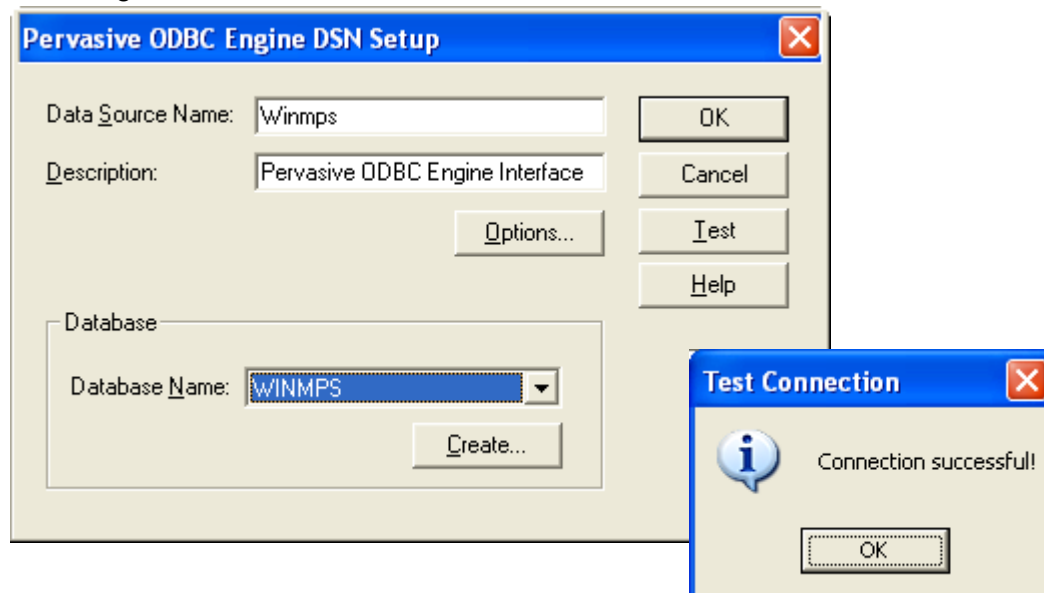 Pervasive ODBC Engine DSN Setup
Data Source Name: Winmps OK
Description: Pervasive ODBC Engine Interface Cancel
Options... Test
Help
Database
Database Name: WINMPS
Create...
Test Connection
Connection successful!
OK